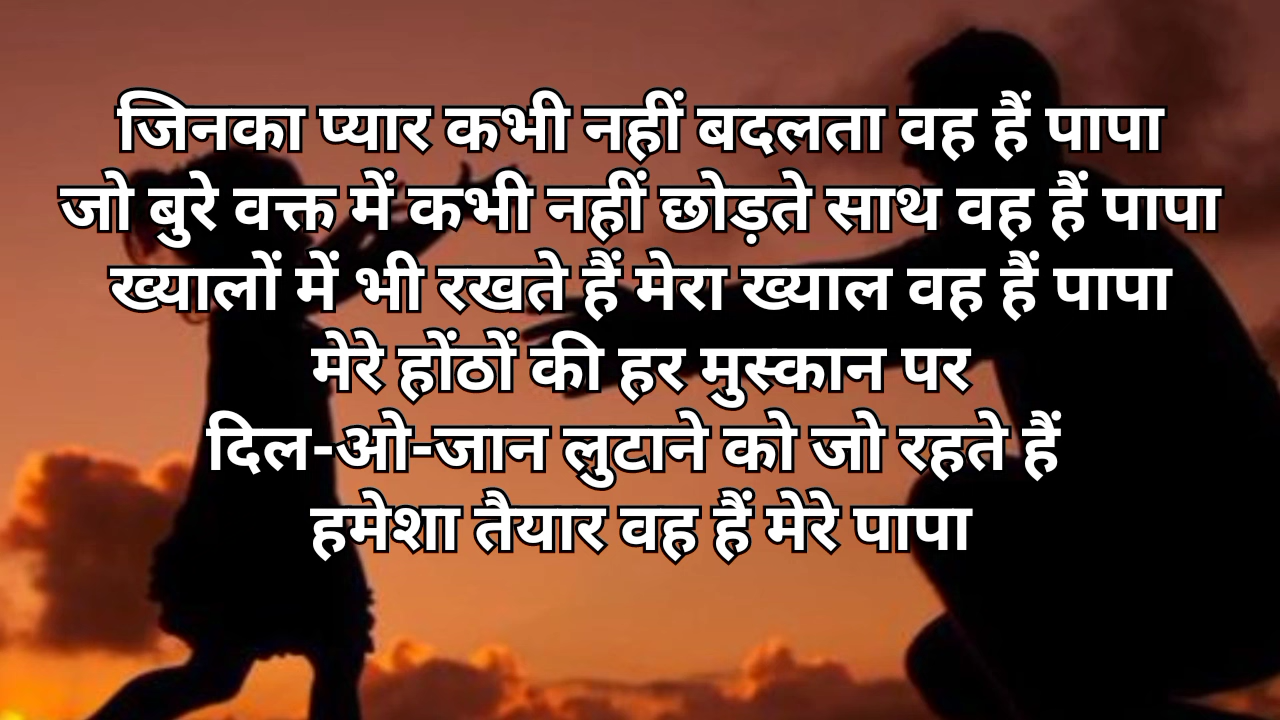 जिनका प्यार कभी नहीं बदलता वह हैं पापा
जो बुरे वक्त में कभी नहीं छोड़ते साथ वह हैं पापा
ख्यालों में भी रखते हैं मेरा ख्याल वह हैं पापा
मेरे होंठों की हर मुस्कान पर
दिल-ओ-जान लुटाने को जो रहते हैं
हमेशा तैयार वह हैं मेरे पापा